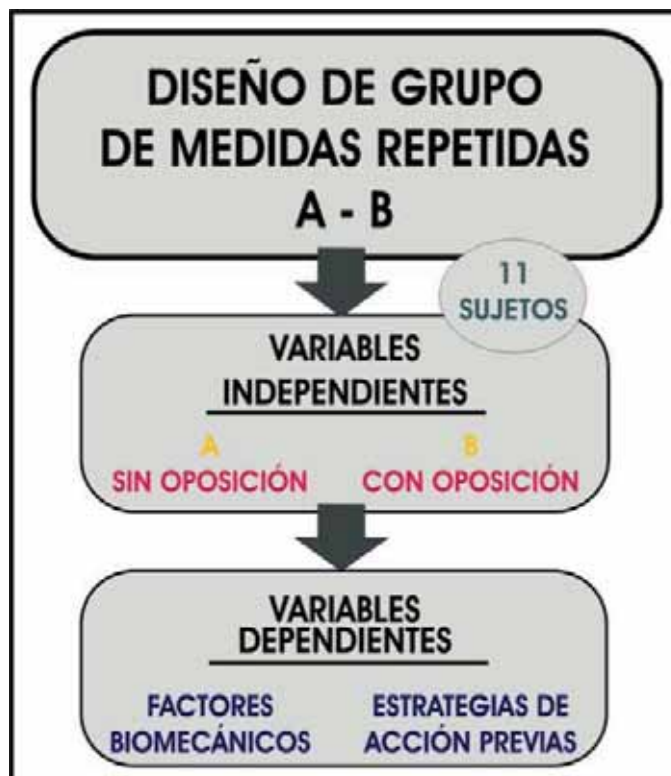 DISEÑO DE GRUPO
DE MEDIDAS REPETIDAS
A - B
11
SUJETOS
VARIABLES
INDEPENDIENTES
A B
SIN OPOSICIÓN CON OPOSICIÓN
VARIABLES
DEPENDIENTES
FACTORES ESTRATEGIAS DE
BIOMECÁNICOS ACCIÓN PREVIAS